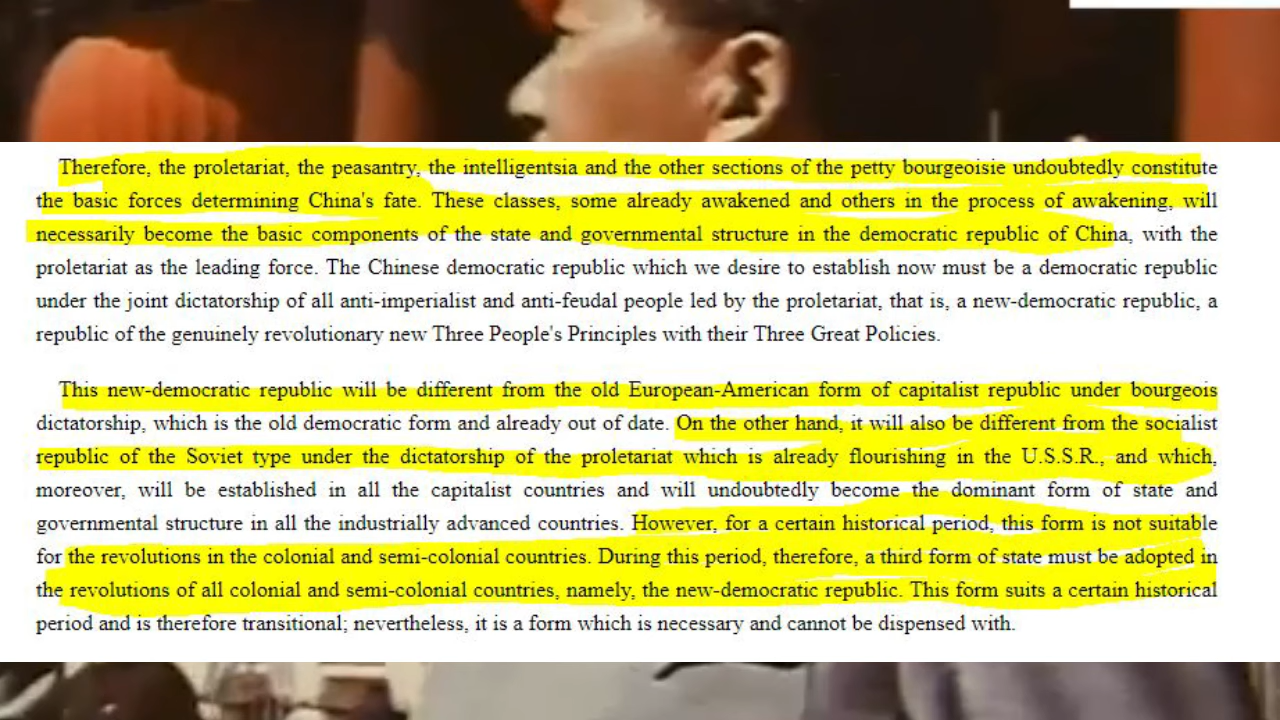 Therefore, the proletariat, the peasantry, the intelligentsia and the other sections of the petty bourgeoisie undoubtedly constitute
the basic forces determining China's fate. These classes, some already awakened and others in the process of awakening, will
necessarily become the basic components of the state and governmental structure in the democratic republic of China, with the
proletariat as the leading force. The Chinese democratic republic which we desire to establish now must be a democratic republic
under the joint dictatorship of all anti-imperialist and anti-feudal people led by the proletariat, that is, a new-democratic republic, a
republic of the genuinely revolutionary new Three People's Principles with their Three Great Policies.
This new-democratic republic will be different from the old European-American form of capitalist republic under bourgeois
dictatorship, which is the old democratic form and already out of date. On the other hand, it will also be different from the socialist
republic of the Soviet type under the dictatorship of the proletariat which is already flourishing in the U.S.S.R., and which,
moreover, will be established in all the capitalist countries and will undoubtedly become the dominant form of state and
governmental structure in all the industrially advanced countries. However, for a certain historical period, this form is not suitable
for the revolutions in the colonial and semi-colonial countries. During this period, therefore, a third form of state must be adopted in
the revolutions of all colonial and semi-colonial countries, namely, the new-democratic republic. This form suits a certain historical
period and is therefore transitional; nevertheless, it is a form which is necessary and cannot be dispensed with.